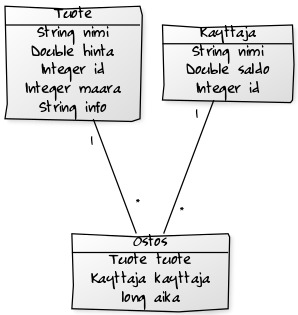 Tuote
String nimi
Double hinta
Integer id
Integer maara
String info
Kayttaja
String nimi
Double saldo
Integer id
1
1
*
*
Ostos
Tuote tuote
Kayttaja kayttaja
long aika